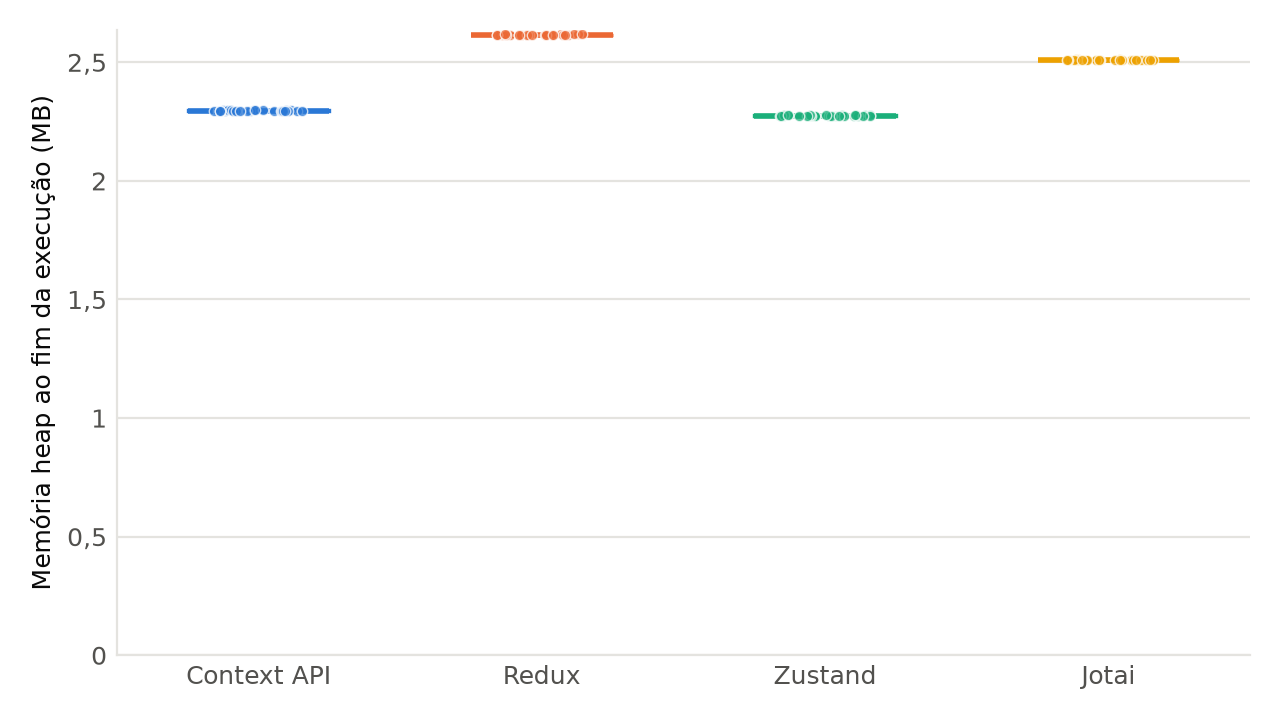 Memória heap ao fim da execução (MB)
2,5
2
1,5
1
0,5
0
Context API
Redux
Zustand
Jotai